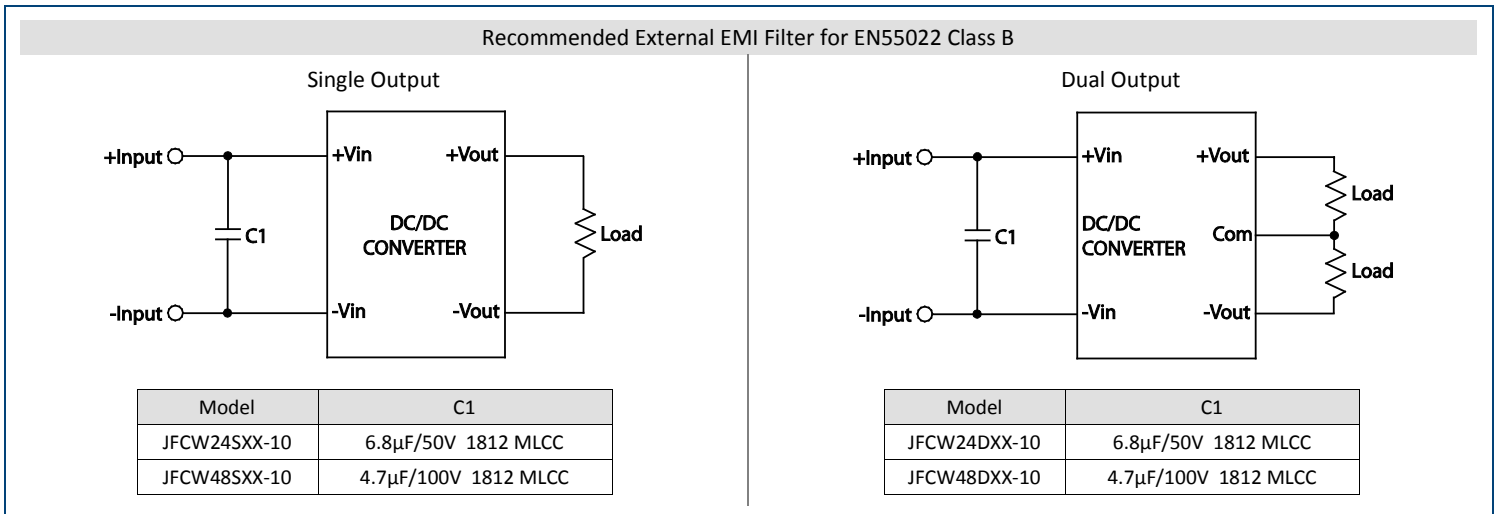 Recommended External EMI Filter for EN55022 Class B
Single Output
+Input
+Vin
+Vout
C1
DC/DC
CONVERTER
Load
-Input
-Vin
-Vout
Model C1
JFCW24SXX-10 6.8µF/50V 1812 MLCC
JFCW48SXX-10 4.7µF/100V 1812 MLCC
Dual Output
+Input
+Vin
+Vout
Load
C1
DC/DC
CONVERTER
Com
Load
-Input
-Vin
-Vout
Model C1
JFCW24DXX-10 6.8µF/50V 1812 MLCC
JFCW48DXX-10 4.7µF/100V 1812 MLCC